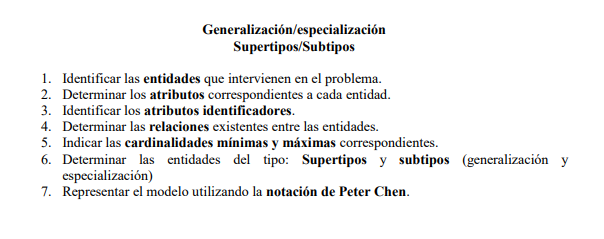 Generalización/especialización
Supertipos/Subtipos
1. Identificar las entidades que intervienen en el problema.
2. Determinar los atributos correspondientes a cada entidad.
3. Identificar los atributos identificadores.
4. Determinar las relaciones existentes entre las entidades.
5. Indicar las cardinalidades mínimas y máximas correspondientes.
6. Determinar las entidades del tipo: Supertipos y subtipos (generalización y
especialización)
7. Representar el modelo utilizando la notación de Peter Chen.